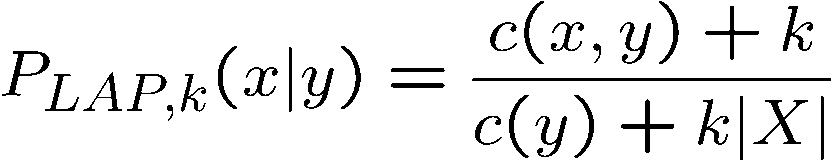 P_{LAP,k}(x|y) = \frac{c(x,y)+k}{c(y)+k|X|}